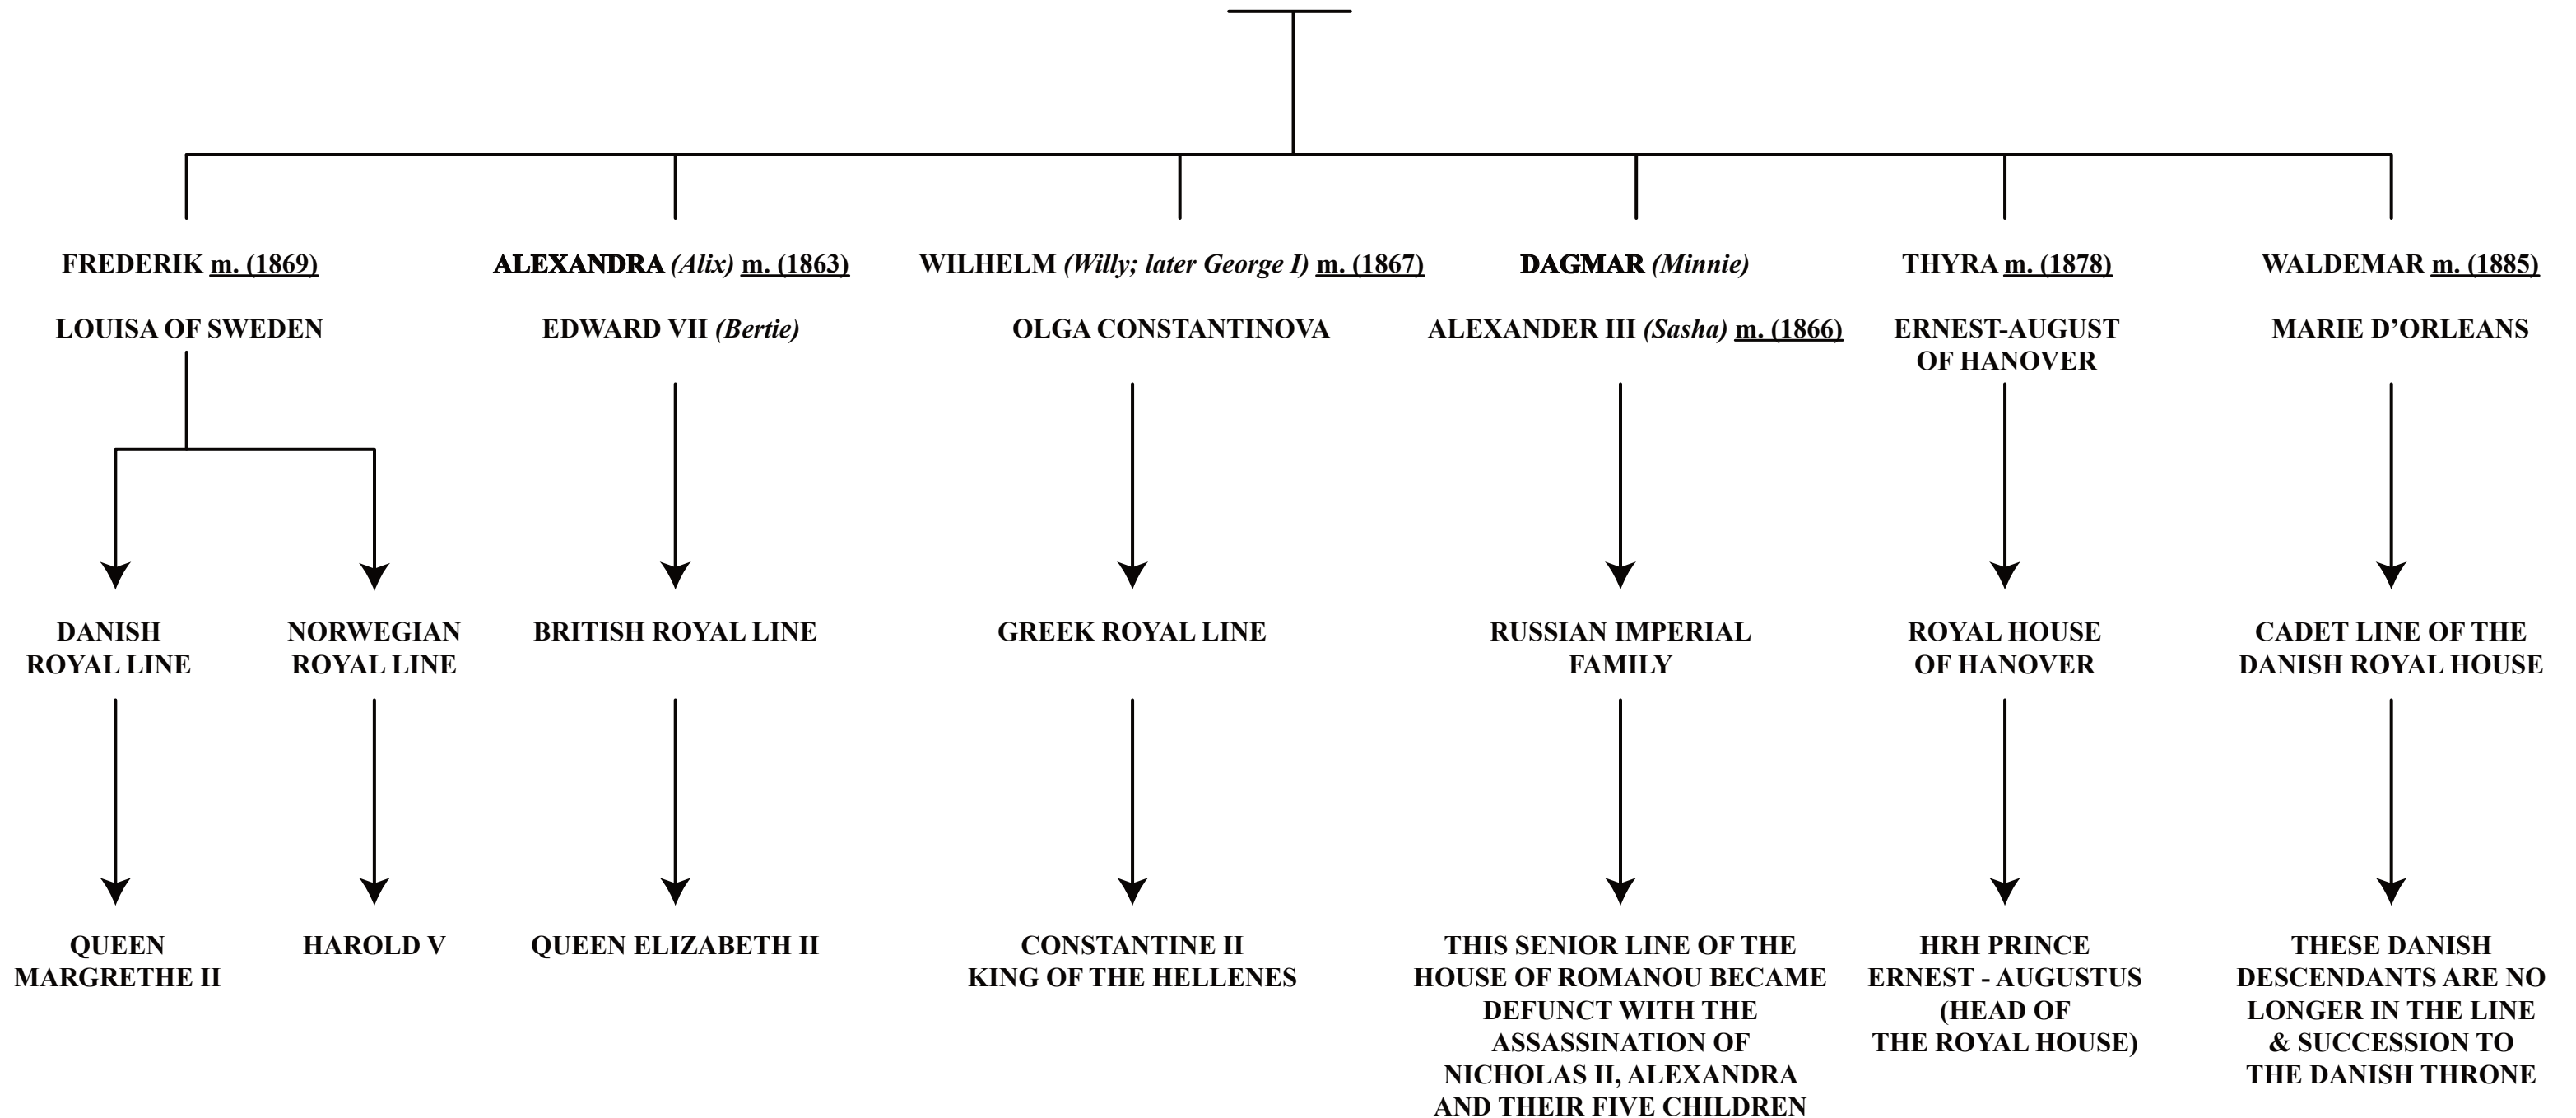 FREDERIK m. (1869)
LOUISA OF SWEDEN
ALEXANDRA (Alix) m. (1863)
EDWARD VII (Bertie)
WILHELM (Willy; later George I) m. (1867)
OLGA CONSTANTINOVA
DAGMAR (Minnie)
ALEXANDER III (Sasha) m. (1866)
THYRA m. (1878)
ERNEST-AUGUST
OF HANOVER
WALDEMAR m. (1885)
MARIE D’ORLEANS
DANISH
ROYAL LINE
NORWEGIAN
ROYAL LINE
BRITISH ROYAL LINE
GREEK ROYAL LINE
RUSSIAN IMPERIAL
FAMILY
ROYAL HOUSE
OF HANOVER
CADET LINE OF THE
DANISH ROYAL HOUSE
QUEEN
MARGRETHE II
HAROLD V
QUEEN ELIZABETH II
CONSTANTINE II
KING OF THE HELLENES
THIS SENIOR LINE OF THE
HOUSE OF ROMANOU BECAME
DEFUNCT WITH THE
ASSASSINATION OF
NICHOLAS II, ALEXANDRA
AND THEIR FIVE CHILDREN
HRH PRINCE
ERNEST - AUGUSTUS
(HEAD OF
THE ROYAL HOUSE)
THESE DANISH
DESCENDANTS ARE NO
LONGER IN THE LINE
& SUCCESSION TO
THE DANISH THRONE